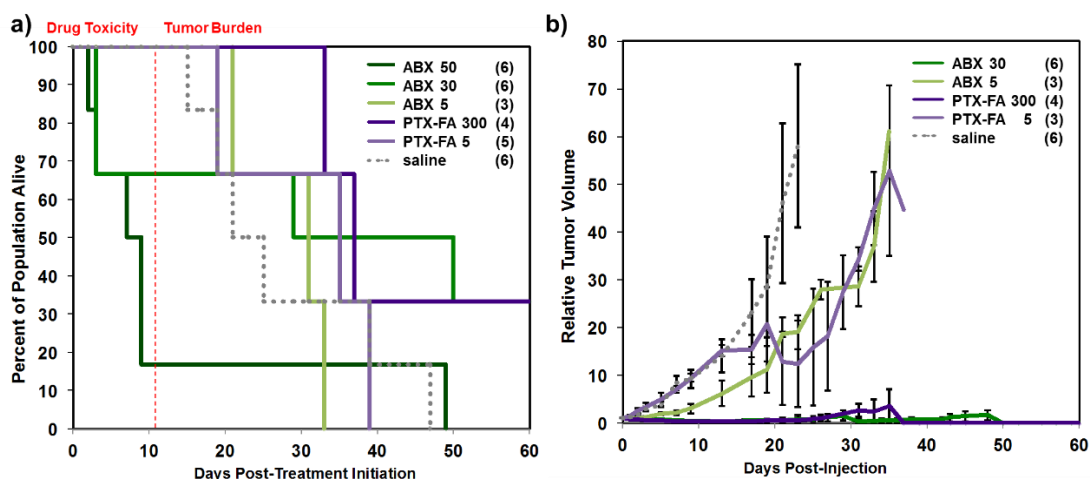 a)
Drug Toxicity Tumor Burden
Percent of Population Alive
100
90
80
70
60
50
40
30
20
10
0
ABX 50 (6)
ABX 30 (6)
ABX 5 (3)
PTX-FA 300 (4)
PTX-FA 5 (5)
saline (6)
0 10 20 30 40 50 60
Days Post-Treatment Initiation
b)
Relative Tumor Volume
80
70
60
50
40
30
20
10
0
ABX 30 (6)
ABX 5 (3)
PTX-FA 300 (4)
PTX-FA 5 (3)
saline (6)
0 10 20 30 40 50 60
Days Post-Injection